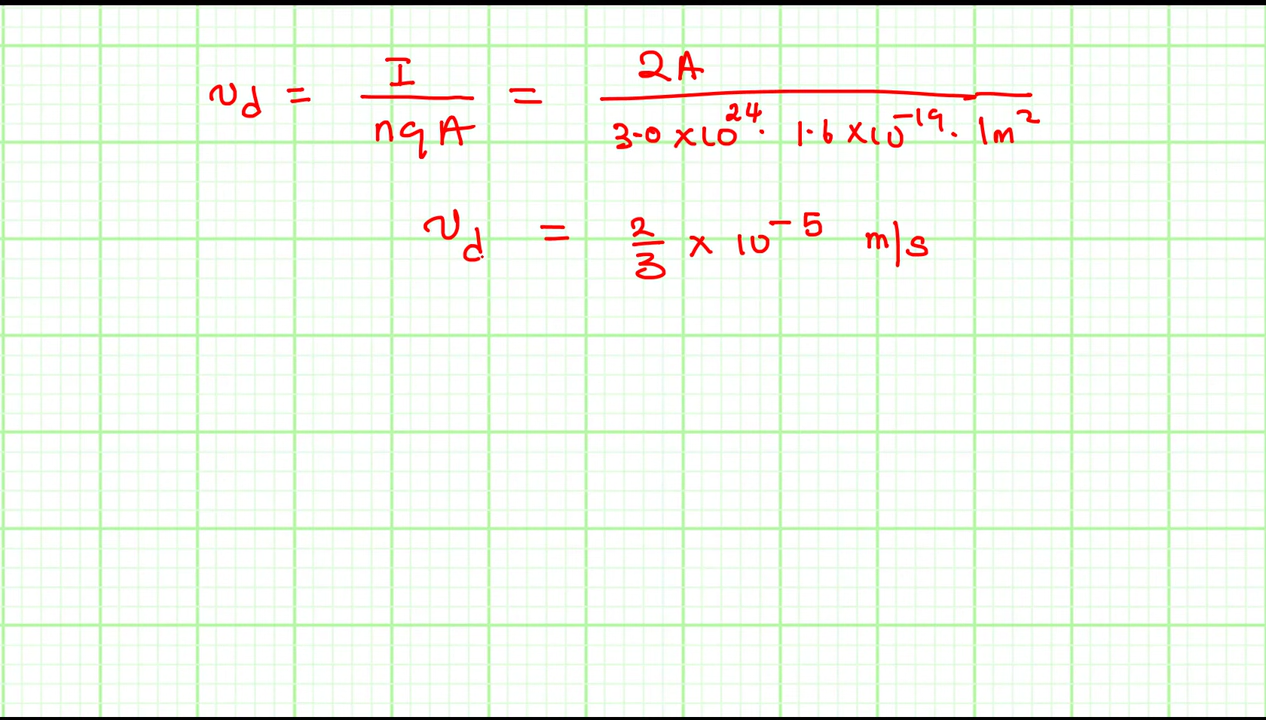 v_d = I / nqA = 2A / 3.0 × 10^24 · 1.6 × 10^-19 · 1m^2
v_d = 2/3 × 10^-5 m/s